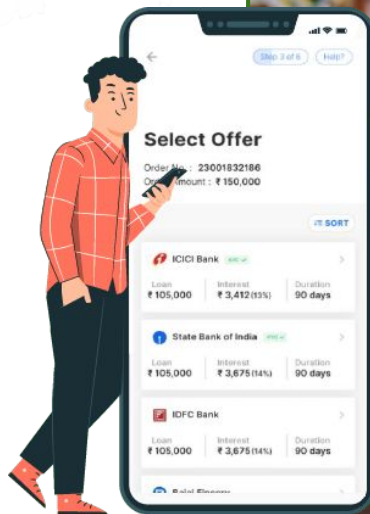 Step 3 of 6 Help?
Select Offer
Order No. : 23001832186
Order Amount : ₹ 150,000
SORT
ICICI Bank
Loan Interest Duration
₹ 105,000 ₹ 3,412 (13%) 90 days
State Bank of India
Loan Interest Duration
₹ 105,000 ₹ 3,675 (14%) 90 days
IDFC Bank
Loan Interest Duration
₹ 105,000 ₹ 3,675 (14%) 90 days